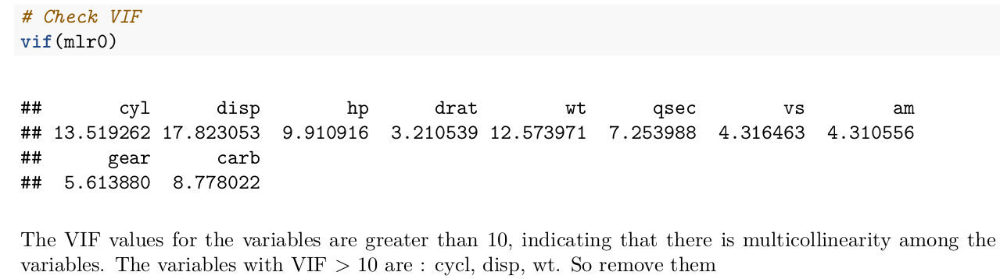 # Check VIF
vif(mlr0)
##        cyl      disp        hp      drat        wt      qsec        vs        am
## 13.519262 17.823053  9.910916  3.210539 12.573971  7.253988  4.316463  4.310556
##       gear      carb
##   5.613880  8.778022
The VIF values for the variables are greater than 10, indicating that there is multicollinearity among the
variables. The variables with VIF > 10 are : cycl, disp, wt. So remove them